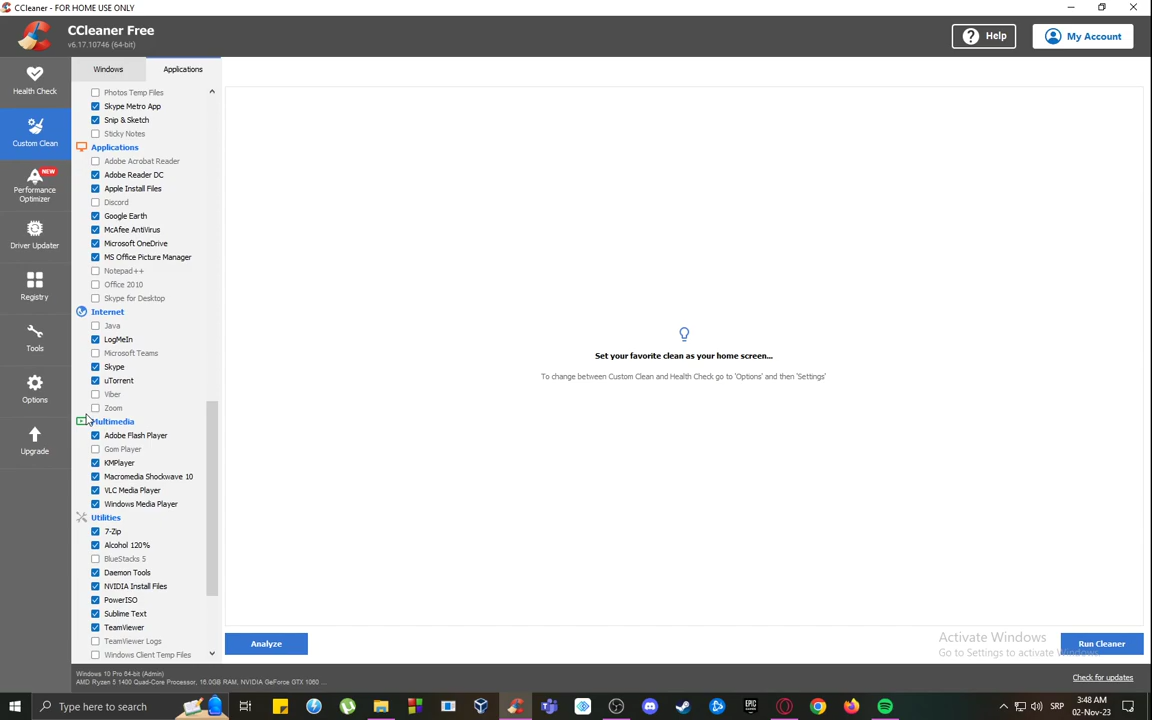 CCleaner - FOR HOME USE ONLY
CCleaner Free
v6.17.10746 (64-bit)
Help
My Account
Health Check
Custom Clean
NEW
Performance
Optimizer
Driver Updater
Registry
Tools
Options
Upgrade
Windows
Applications
Photos Temp Files
Skype Metro App
Snip & Sketch
Sticky Notes
Applications
Adobe Acrobat Reader
Adobe Reader DC
Apple Install Files
Discord
Google Earth
McAfee AntiVirus
Microsoft OneDrive
MS Office Picture Manager
Notepad++
Office 2010
Skype for Desktop
Internet
Java
LogMeIn
Microsoft Teams
Skype
uTorrent
Viber
Zoom
Multimedia
Adobe Flash Player
Gom Player
KMPlayer
Macromedia Shockwave 10
VLC Media Player
Windows Media Player
Utilities
7-Zip
Alcohol 120%
BlueStacks 5
Daemon Tools
NVIDIA Install Files
PowerISO
Sublime Text
TeamViewer
TeamViewer Logs
Windows Client Temp Files
Set your favorite clean as your home screen...
To change between Custom Clean and Health Check go to 'Options' and then 'Settings'
Analyze
Run Cleaner
Activate Windows
Go to Settings to activate Windows.
Windows 10 Pro 64-bit (Admin)
AMD Ryzen 5 1400 Quad-Core Processor, 16.0GB RAM, NVIDIA GeForce GTX 1060 ...
Check for updates
Type here to search
EPIC
SRP
3:48 AM
02-Nov-23